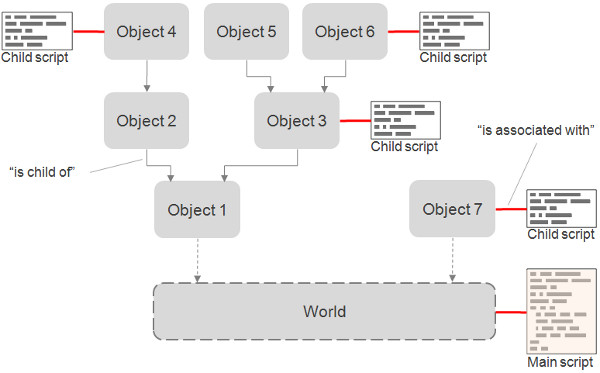 Object 4
Object 5
Object 6
Child script
Child script
Object 2
Object 3
Child script
“is child of”
“is associated with”
Object 1
Object 7
Child script
World
Main script